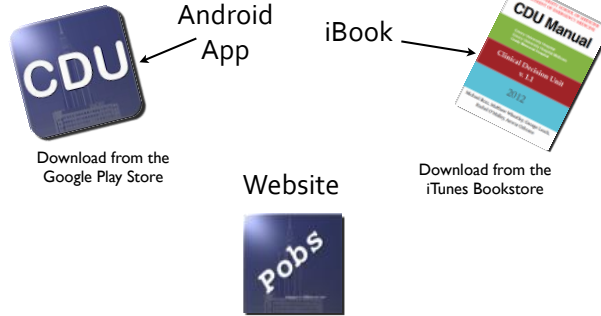 Android
App
iBook
CDU
CDU Manual
Clinical Decision Unit
v. 1.1
2012
Download from the
Google Play Store
Download from the
iTunes Bookstore
Website
Pobs